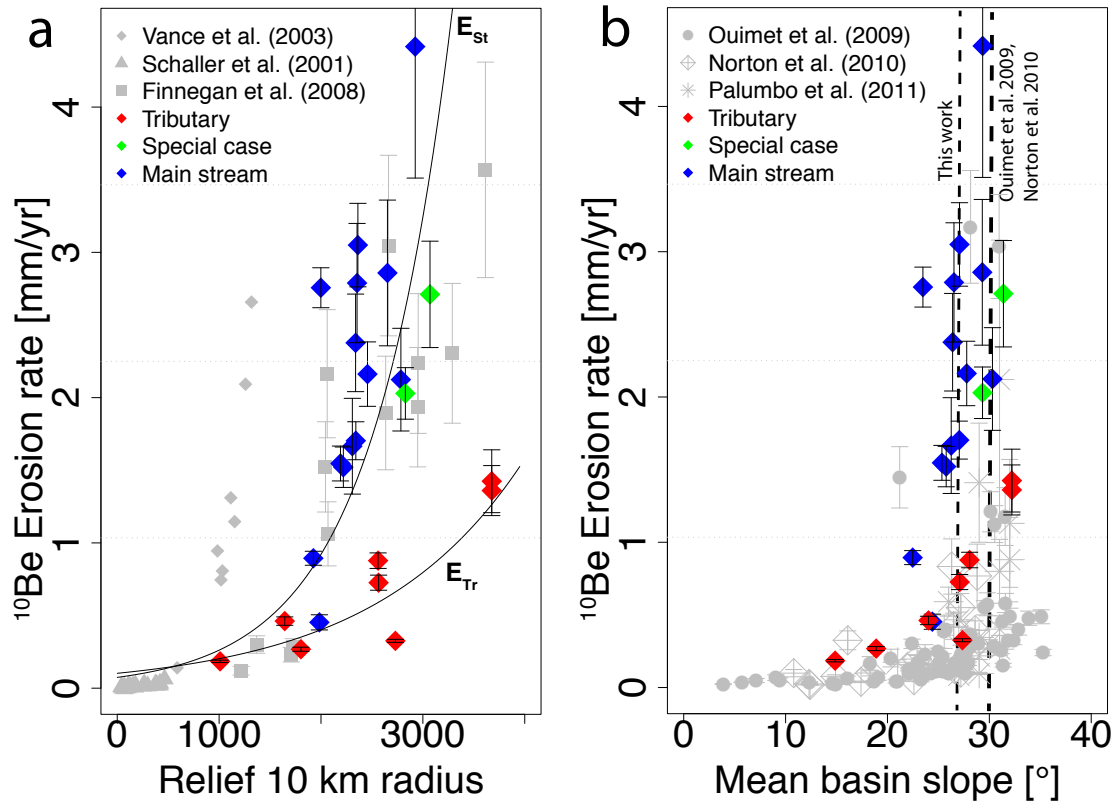 a
Vance et al. (2003)
Schaller et al. (2001)
Finnegan et al. (2008)
Tributary
Special case
Main stream
E_St
E_Tr
¹⁰Be Erosion rate [mm/yr]
0
1
2
3
4
0
1000
3000
Relief 10 km radius
b
Ouimet et al. (2009)
Norton et al. (2010)
Palumbo et al. (2011)
Tributary
Special case
Main stream
This work
Ouimet et al. 2009,
Norton et al. 2010
¹⁰Be Erosion rate [mm/yr]
0
1
2
3
4
0
10
20
30
40
Mean basin slope [°]